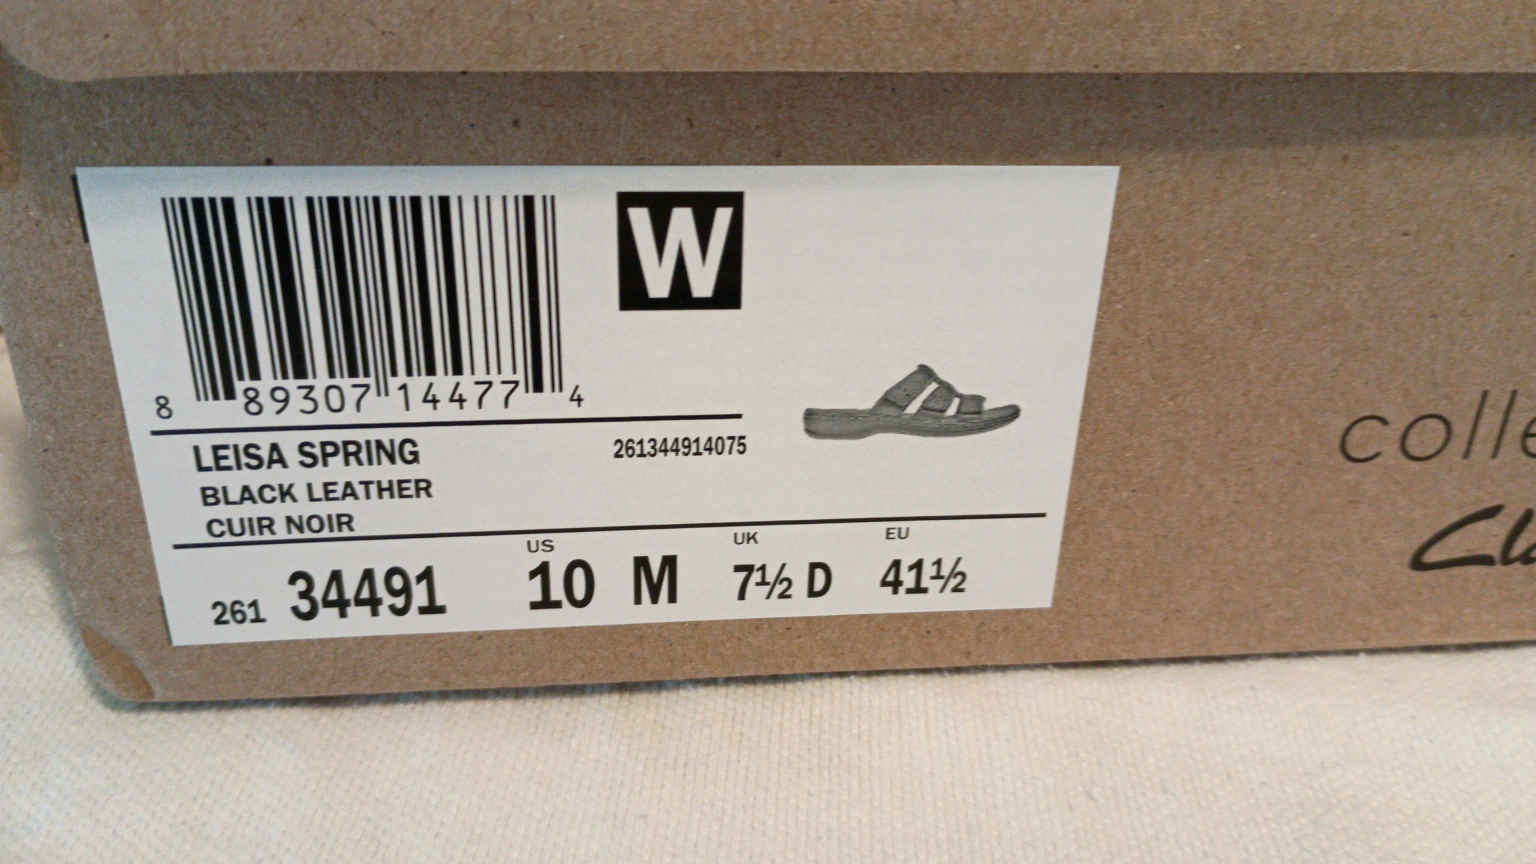 W
8 89307 14477 4
LEISA SPRING 261344914075
BLACK LEATHER
CUIR NOIR
US UK EU
261 34491 10 M 7½ D 41½